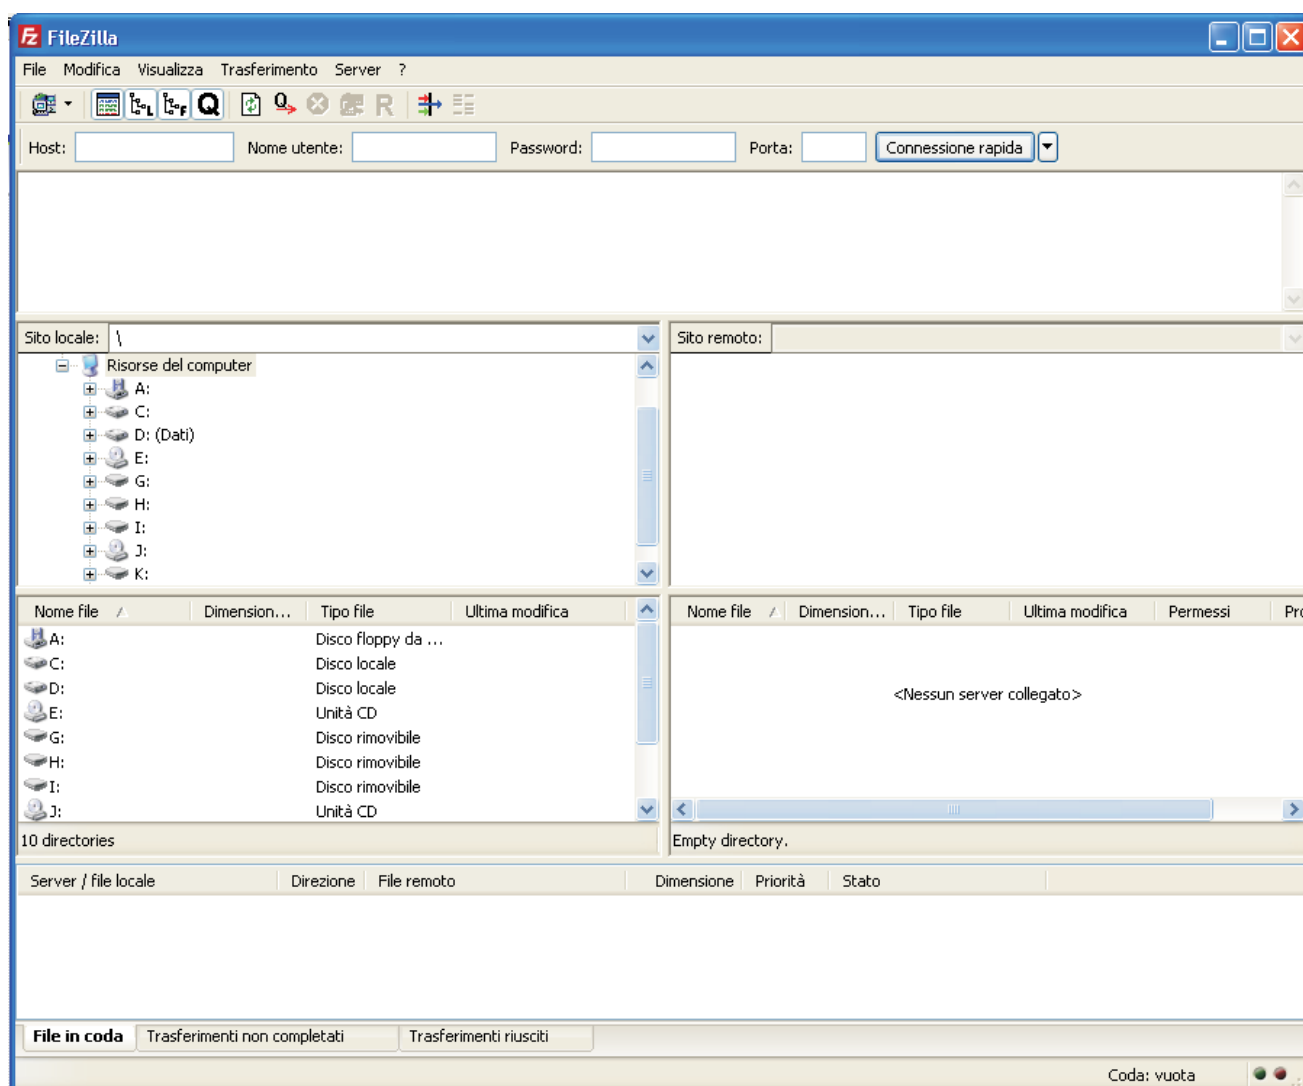 FileZilla
File Modifica Visualizza Trasferimento Server ?
L F Q Q R
Host: Nome utente: Password: Porta: Connessione rapida
Sito locale: \
Risorse del computer
A:
C:
D: (Dati)
E:
G:
H:
I:
J:
K:
Sito remoto:
Nome file Dimension... Tipo file Ultima modifica
A: Disco floppy da ...
C: Disco locale
D: Disco locale
E: Unità CD
G: Disco rimovibile
H: Disco rimovibile
I: Disco rimovibile
J: Unità CD
10 directories
Nome file Dimension... Tipo file Ultima modifica Permessi Pro
<Nessun server collegato>
Empty directory.
Server / file locale Direzione File remoto Dimensione Priorità Stato
File in coda Trasferimenti non completati Trasferimenti riusciti
Coda: vuota